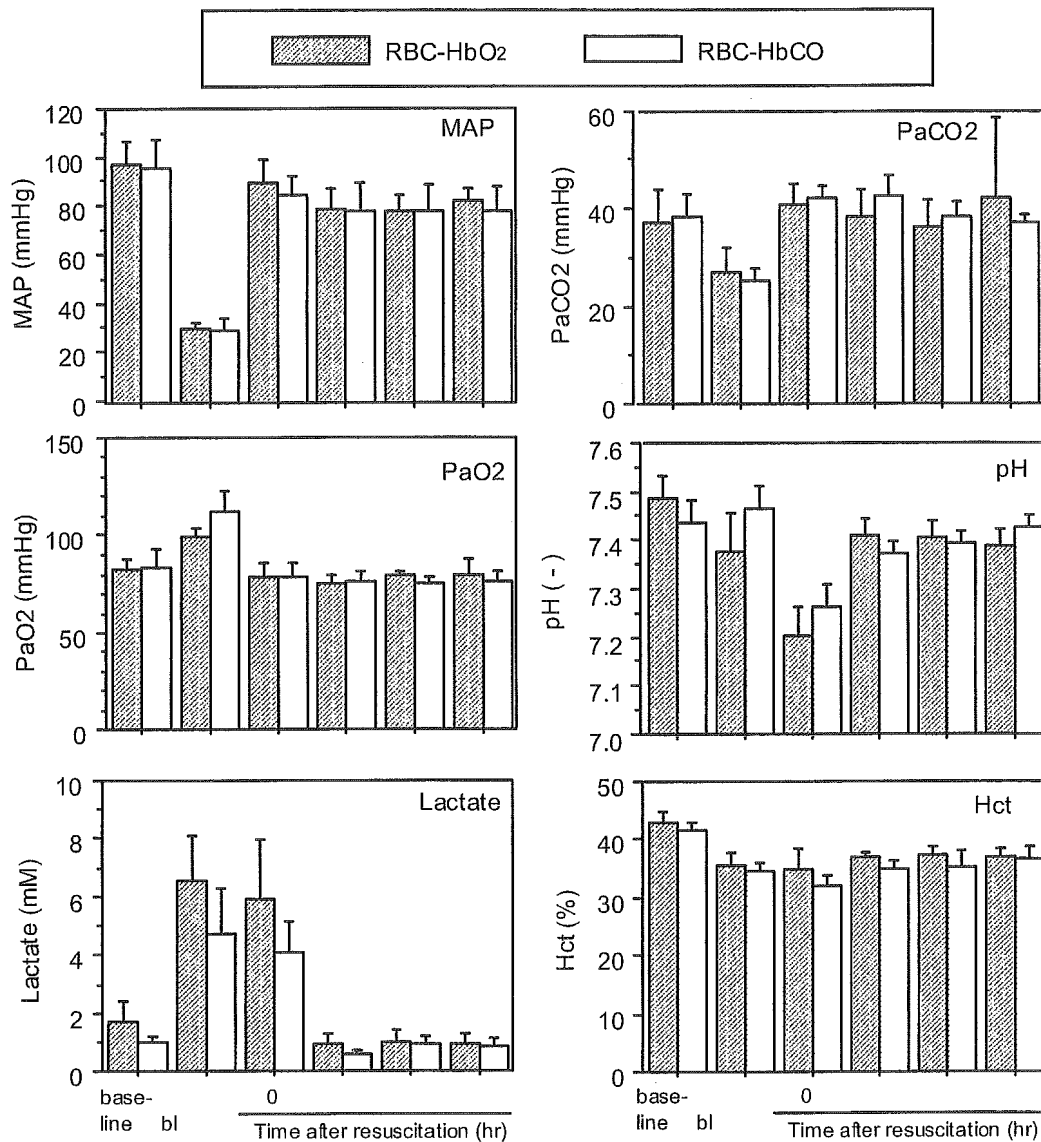 RBC-HbO2
RBC-HbCO
MAP
MAP (mmHg)
120
100
80
60
40
20
0
PaCO2
PaCO2 (mmHg)
60
40
20
0
PaO2
PaO2 (mmHg)
150
100
50
0
pH
pH (-)
7.6
7.5
7.4
7.3
7.2
7.1
7.0
Lactate
Lactate (mM)
10
8
6
4
2
0
base-
line bl
0
Time after resuscitation (hr)
Hct
Hct (%)
50
40
30
40
10
0
base-
line bl
0
Time after resuscitation (hr)